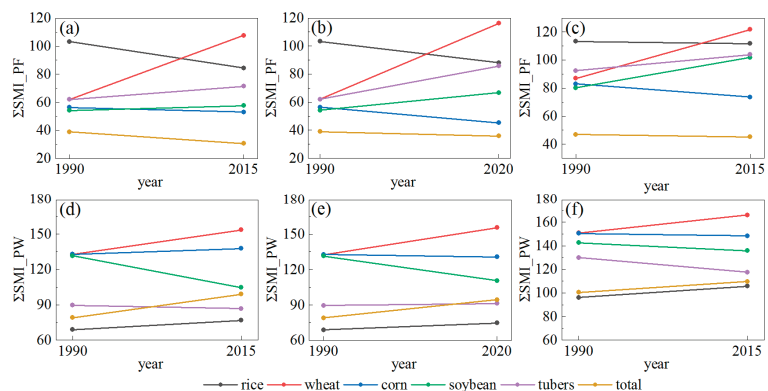 (a) (b) (c)
ΣSMI_PF ΣSMI_PF ΣSMI_PF
120 120 120
100 100 100
80 80 80
60 60 60
40 40 40
20 20
1990 2015 1990 2020 1990 2015
year year year
(d) (e) (f)
ΣSMI_PW ΣSMI_PW ΣSMI_PW
180 180 180
160
150 150 140
120 120 120
100
90 90 80
60 60 60
1990 2015 1990 2020 1990 2015
year year year
rice wheat corn soybean tubers total